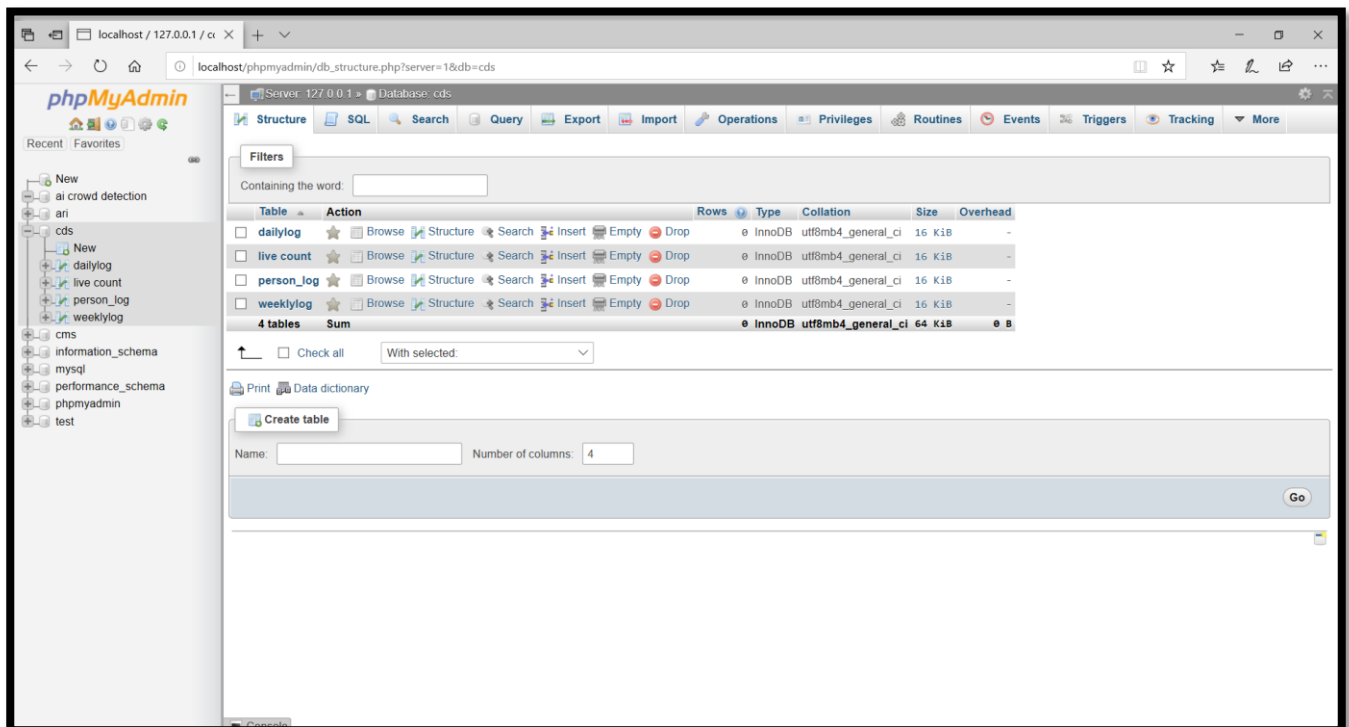 localhost / 127.0.0.1 / cc
localhost/phpmyadmin/db_structure.php?server=1&db=cds
phpMyAdmin
Recent Favorites
New
ai crowd detection
ari
cds
New
dailylog
live count
person_log
weeklylog
cms
information_schema
mysql
performance_schema
phpmyadmin
test
Server: 127.0.0.1 » Database: cds
Structure SQL Search Query Export Import Operations Privileges Routines Events Triggers Tracking More
Filters
Containing the word:
Table Action Rows Type Collation Size Overhead
dailylog Browse Structure Search Insert Empty Drop 0 InnoDB utf8mb4_general_ci 16 KiB -
live count Browse Structure Search Insert Empty Drop 0 InnoDB utf8mb4_general_ci 16 KiB -
person_log Browse Structure Search Insert Empty Drop 0 InnoDB utf8mb4_general_ci 16 KiB -
weeklylog Browse Structure Search Insert Empty Drop 0 InnoDB utf8mb4_general_ci 16 KiB -
4 tables Sum 0 InnoDB utf8mb4_general_ci 64 KiB 0 B
Check all With selected:
Print Data dictionary
Create table
Name: Number of columns: 4
Go
Console